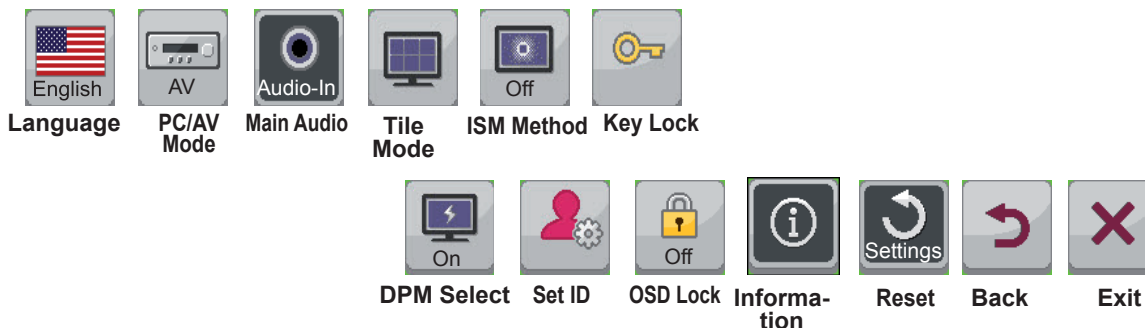 English
AV
Audio-In
Off
Language
PC/AV
Mode
Main Audio
Tile
Mode
ISM Method
Key Lock
On
Off
Settings
DPM Select
Set ID
OSD Lock
Informa-
tion
Reset
Back
Exit